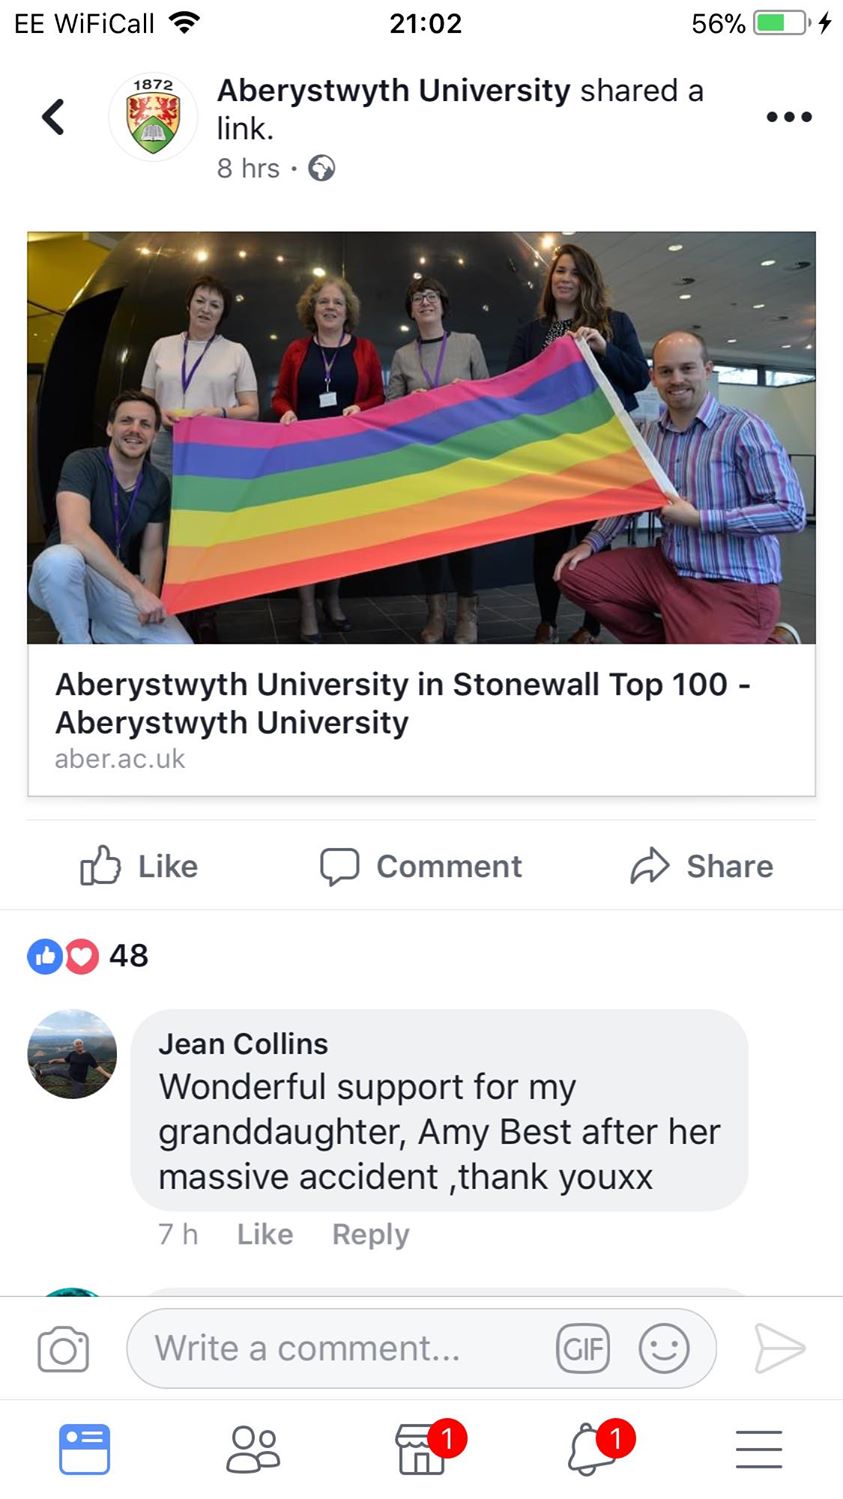 EE WiFiCall 21:02 56%
1872
Aberystwyth University shared a
link.
8 hrs ·
Aberystwyth University in Stonewall Top 100 -
Aberystwyth University
aber.ac.uk
Like Comment Share
48
Jean Collins
Wonderful support for my
granddaughter, Amy Best after her
massive accident ,thank youxx
7 h Like Reply
Write a comment... GIF
1 1